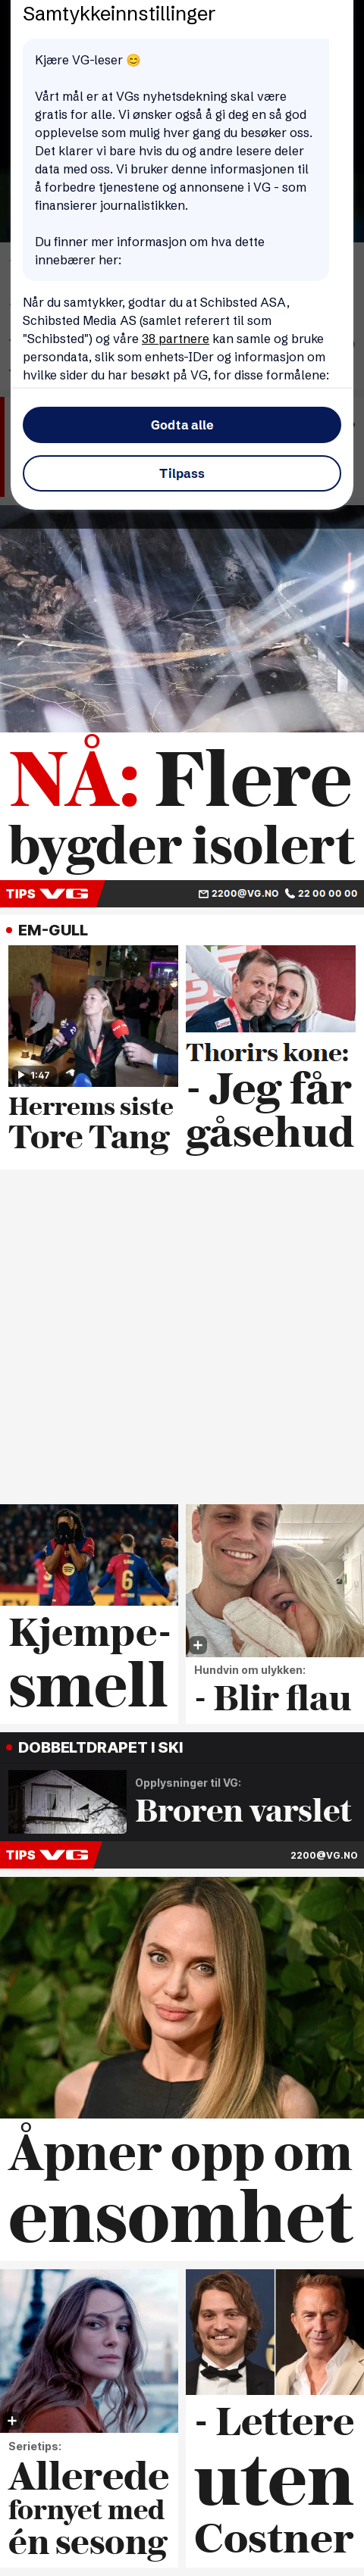 Samtykkeinnstillinger
Kjære VG-leser 😊
Vårt mål er at VGs nyhetsdekning skal være
gratis for alle. Vi ønsker også å gi deg en så god
opplevelse som mulig hver gang du besøker oss.
Det klarer vi bare hvis du og andre lesere deler
data med oss. Vi bruker denne informasjonen til
å forbedre tjenestene og annonsene i VG - som
finansierer journalistikken.
Du finner mer informasjon om hva dette
innebærer her:
Når du samtykker, godtar du at Schibsted ASA,
Schibsted Media AS (samlet referert til som
"Schibsted") og våre 38 partnere kan samle og bruke
persondata, slik som enhets-IDer og informasjon om
hvilke sider du har besøkt på VG, for disse formålene:
Godta alle
Tilpass
NÅ: Flere
bygder isolert
TIPS VG 2200@VG.NO 22 00 00 00
EM-GULL
1:47
Herrems siste
Tore Tang
Thorirs kone:
- Jeg får
gåsehud
6
Kjempe-
smell
Hundvin om ulykken:
- Blir flau
DOBBELTDRAPET I SKI
Opplysninger til VG:
Broren varslet
TIPS VG 2200@VG.NO
Åpner opp om
ensomhet
Serietips:
Allerede
fornyet med
én sesong
- Lettere
uten
Costner